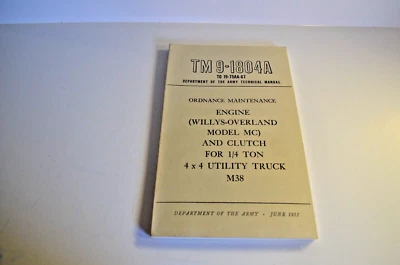 TM 9-1804A
TO 19-75AA-67
DEPARTMENT OF THE ARMY TECHNICAL MANUAL
ORDNANCE MAINTENANCE
ENGINE
(WILLYS-OVERLAND
MODEL MC)
AND CLUTCH
FOR 1/4 TON
4 x 4 UTILITY TRUCK
M38
DEPARTMENT OF THE ARMY • JUNE